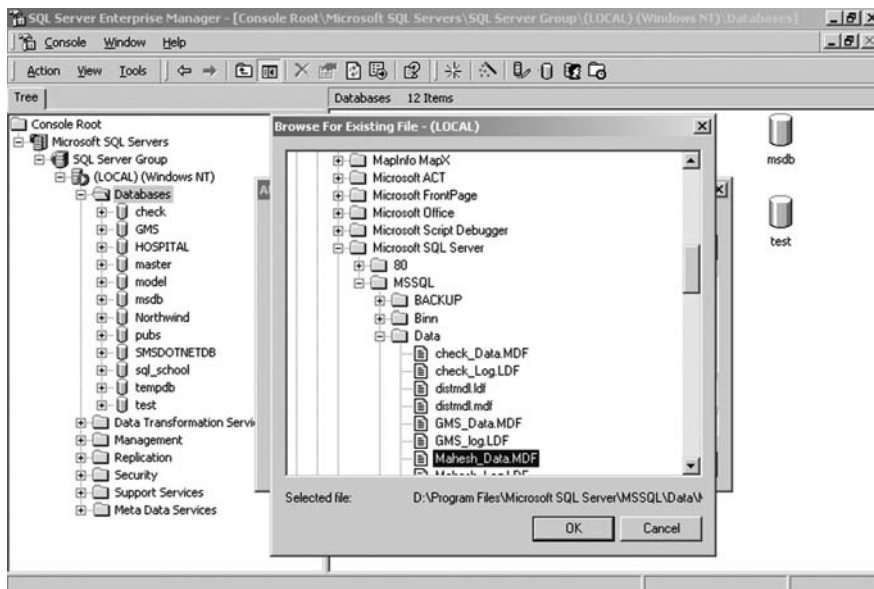 SQL Server Enterprise Manager - [Console Root\Microsoft SQL Servers\SQL Server Group\(LOCAL) (Windows NT)\Databases]
Console Window Help
Action View Tools
Tree
Databases 12 Items
Console Root
Microsoft SQL Servers
SQL Server Group
(LOCAL) (Windows NT)
Databases
check
GMS
HOSPITAL
master
model
msdb
Northwind
pubs
SMSDOTNETDB
sql_school
tempdb
test
Data Transformation Servi
Management
Replication
Security
Support Services
Meta Data Services
Browse For Existing File - (LOCAL)
MapInfo MapX
Microsoft ACT
Microsoft FrontPage
Microsoft Office
Microsoft Script Debugger
Microsoft SQL Server
80
MSSQL
BACKUP
Binn
Data
check_Data.MDF
check_Log.LDF
distmdl.ldf
distmdl.mdf
GMS_Data.MDF
GMS_log.LDF
Mahesh_Data.MDF
Mahesh_Log.LDF
Selected file: D:\Program Files\Microsoft SQL Server\MSSQL\Data\
OK Cancel
msdb
test